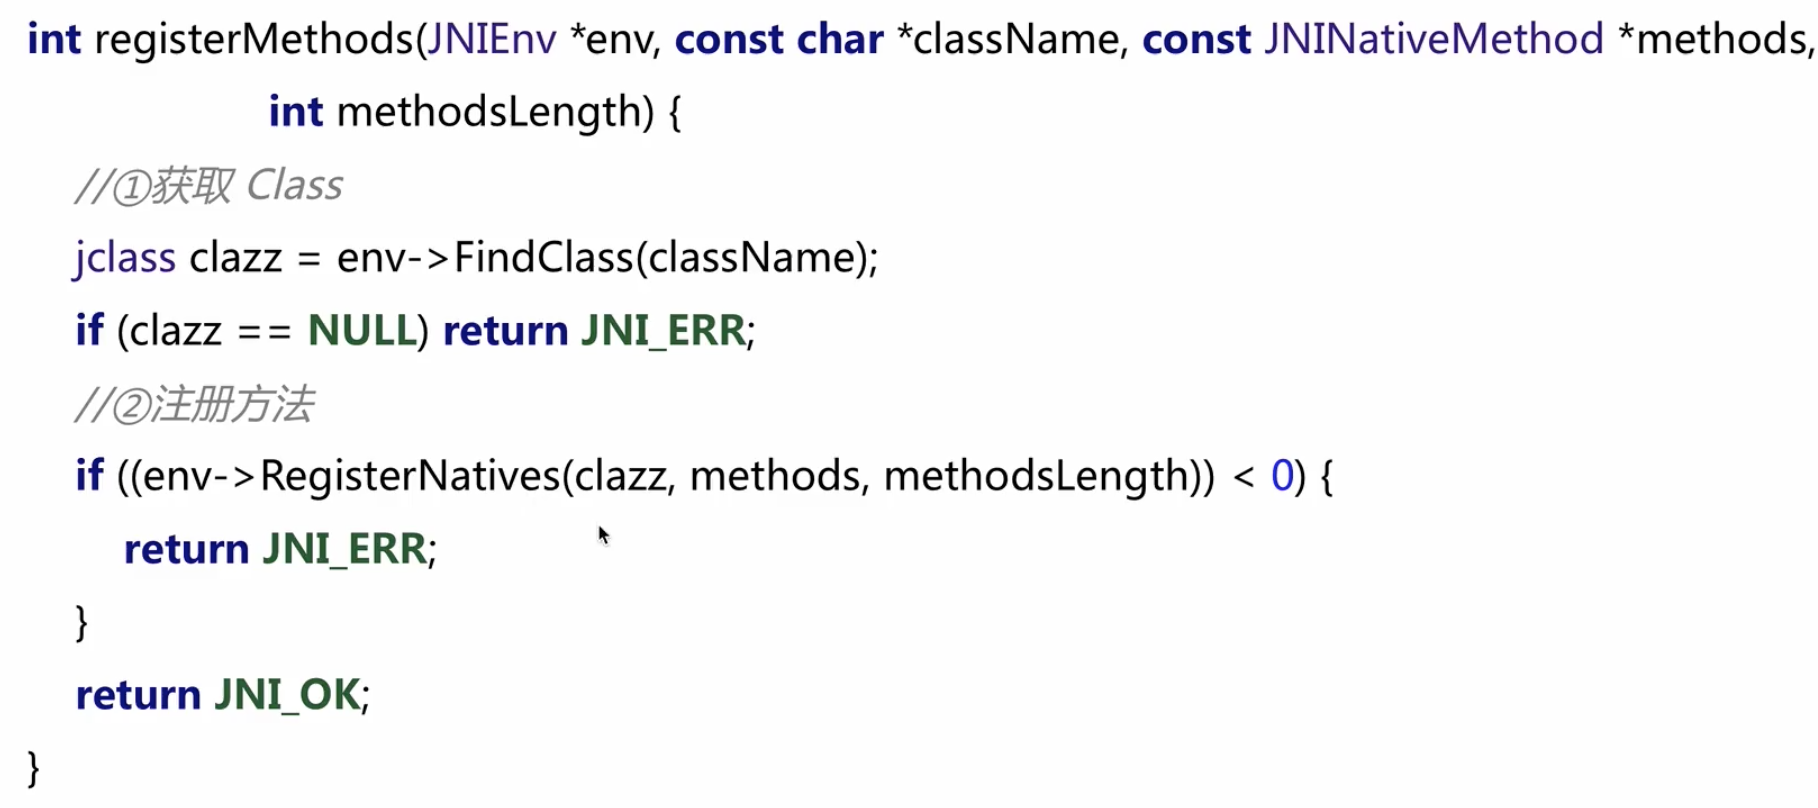 int registerMethods(JNIEnv *env, const char *className, const JNINativeMethod *methods,
int methodsLength) {
//①获取 Class
jclass clazz = env->FindClass(className);
if (clazz == NULL) return JNI_ERR;
//②注册方法
if ((env->RegisterNatives(clazz, methods, methodsLength)) < 0) {
return JNI_ERR;
}
return JNI_OK;
}